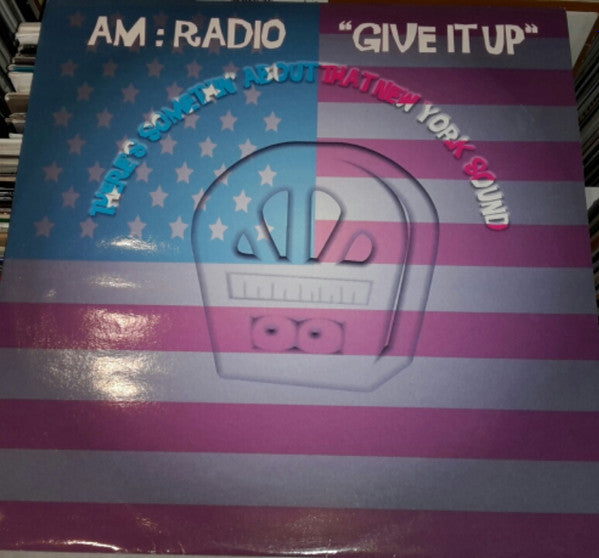 AM : RADIO "GIVE IT UP"
THERE'S SOMETHIN' ABOUT THAT NEW YORK SOUND